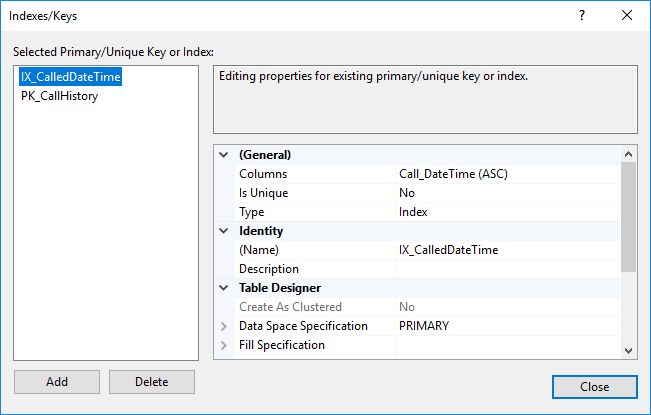 Indexes/Keys
?
Selected Primary/Unique Key or Index:
IX_CalledDateTime
PK_CallHistory
Editing properties for existing primary/unique key or index.
(General)
Columns Call_DateTime (ASC)
Is Unique No
Type Index
Identity
(Name) IX_CalledDateTime
Description
Table Designer
Create As Clustered No
Data Space Specification PRIMARY
Fill Specification
Add Delete
Close